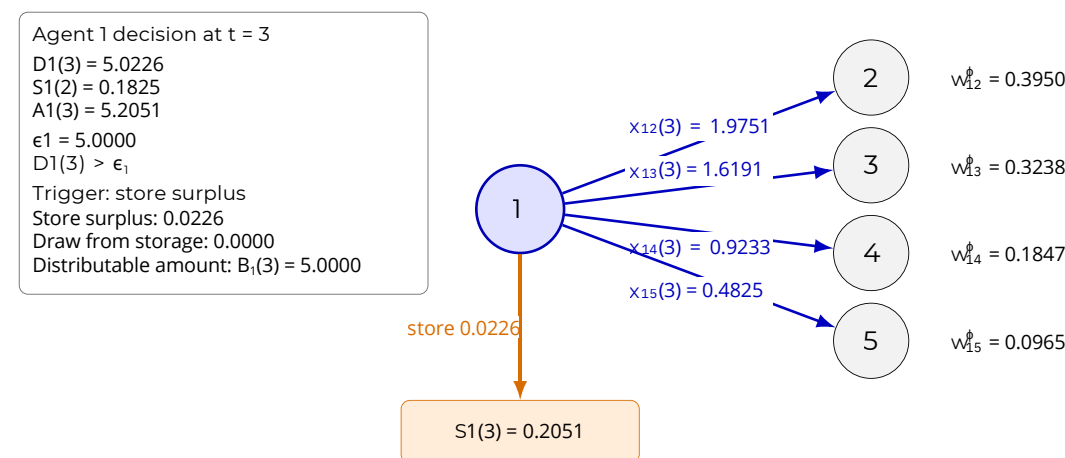 Agent 1 decision at t = 3
D1(3) = 5.0226
S1(2) = 0.1825
A1(3) = 5.2051
ϵ1 = 5.0000
D1(3) > ϵ₁
Trigger: store surplus
Store surplus: 0.0226
Draw from storage: 0.0000
Distributable amount: B₁(3) = 5.0000
1
x₁₂(3) = 1.9751
x₁₃(3) = 1.6191
x₁₄(3) = 0.9233
x₁₅(3) = 0.4825
2
w₁₂^ϕ = 0.3950
3
w₁₃^ϕ = 0.3238
4
w₁₄^ϕ = 0.1847
5
w₁₅^ϕ = 0.0965
store 0.0226
S1(3) = 0.2051